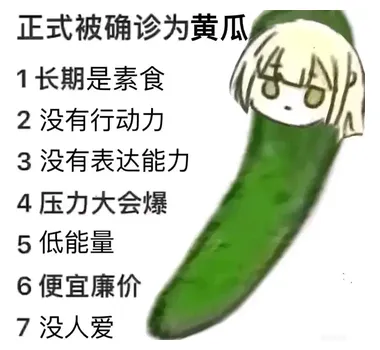 正式被确诊为黄瓜
1 长期是素食
2 没有行动力
3 没有表达能力
4 压力大会爆
5 低能量
6 便宜廉价
7 没人爱